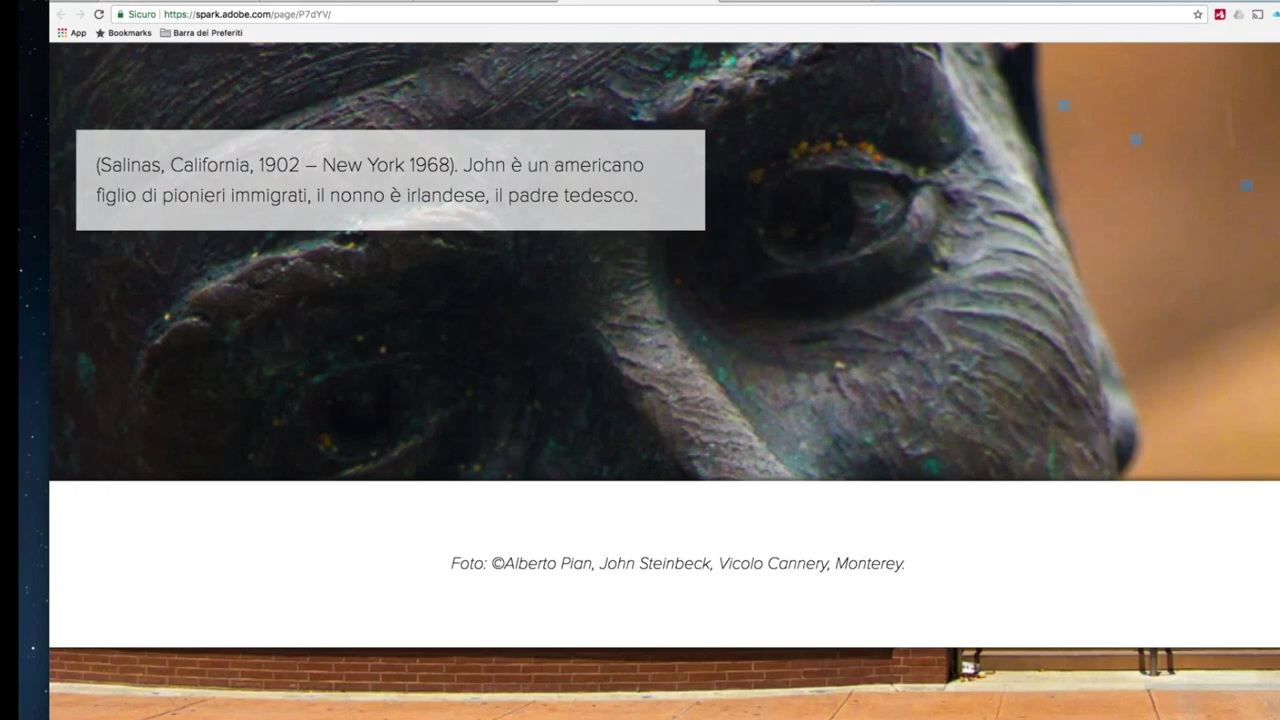 Sicuro https://spark.adobe.com/page/P7dYV/
App Bookmarks Barra dei Preferiti
(Salinas, California, 1902 – New York 1968). John è un americano
figlio di pionieri immigrati, il nonno è irlandese, il padre tedesco.
Foto: ©Alberto Pian, John Steinbeck, Vicolo Cannery, Monterey.